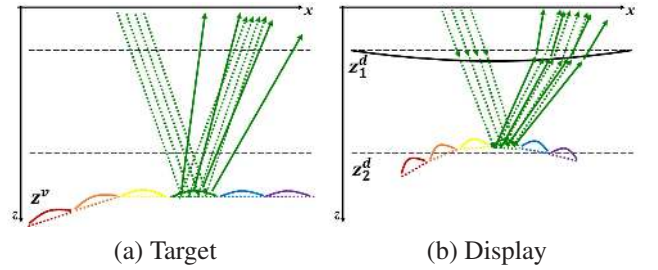 x
z^v
z
(a) Target
x
z_1^d
z_2^d
z
(b) Display